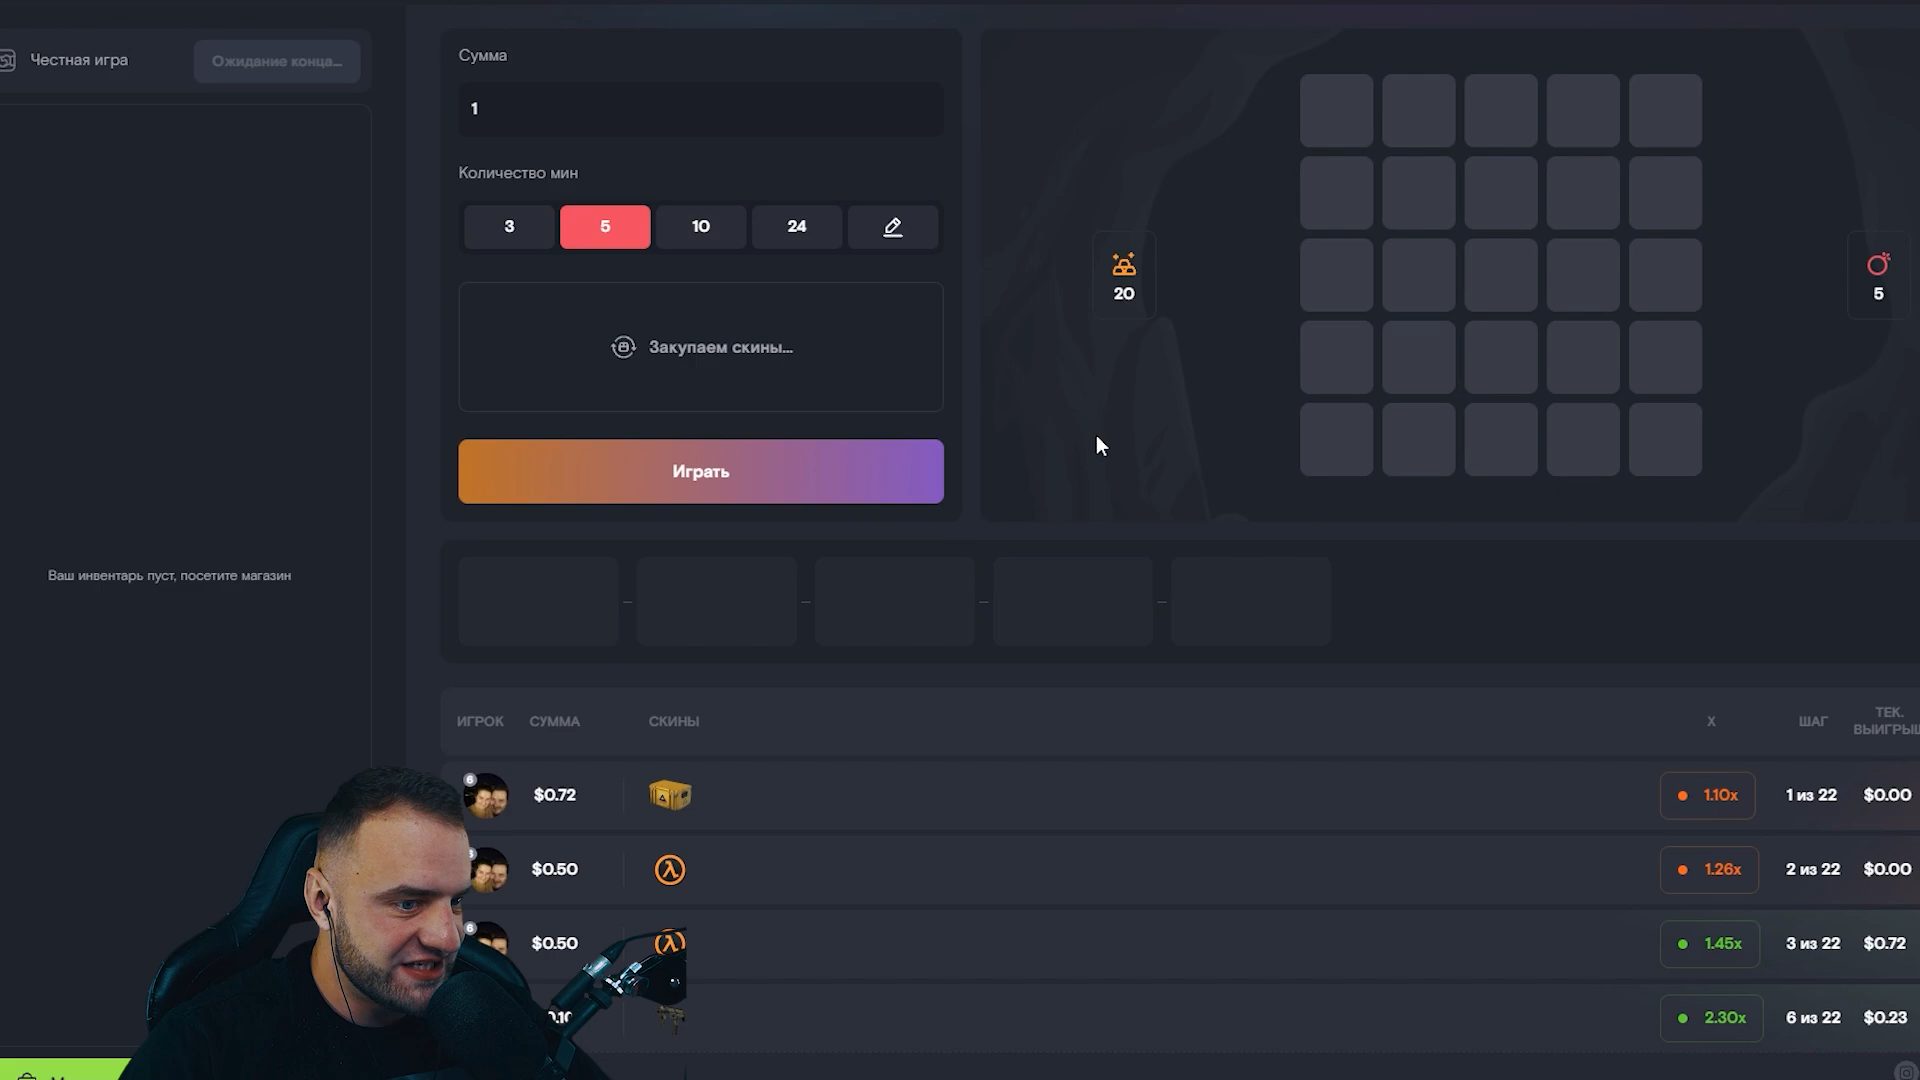 Честная игра
Ожидание конца...
Сумма
1
Количество мин
3
5
10
24
Закупаем скины...
Играть
20
5
Ваш инвентарь пуст, посетите магазин
ИГРОК
СУММА
СКИНЫ
X
ШАГ
ТЕК.
6
$0.72
1.10x
1 из 22
$0.00
$0.50
1.26x
2 из 22
$0.00
6
$0.50
1.45x
3 из 22
$0.72
2.30x
6 из 22
$0.23